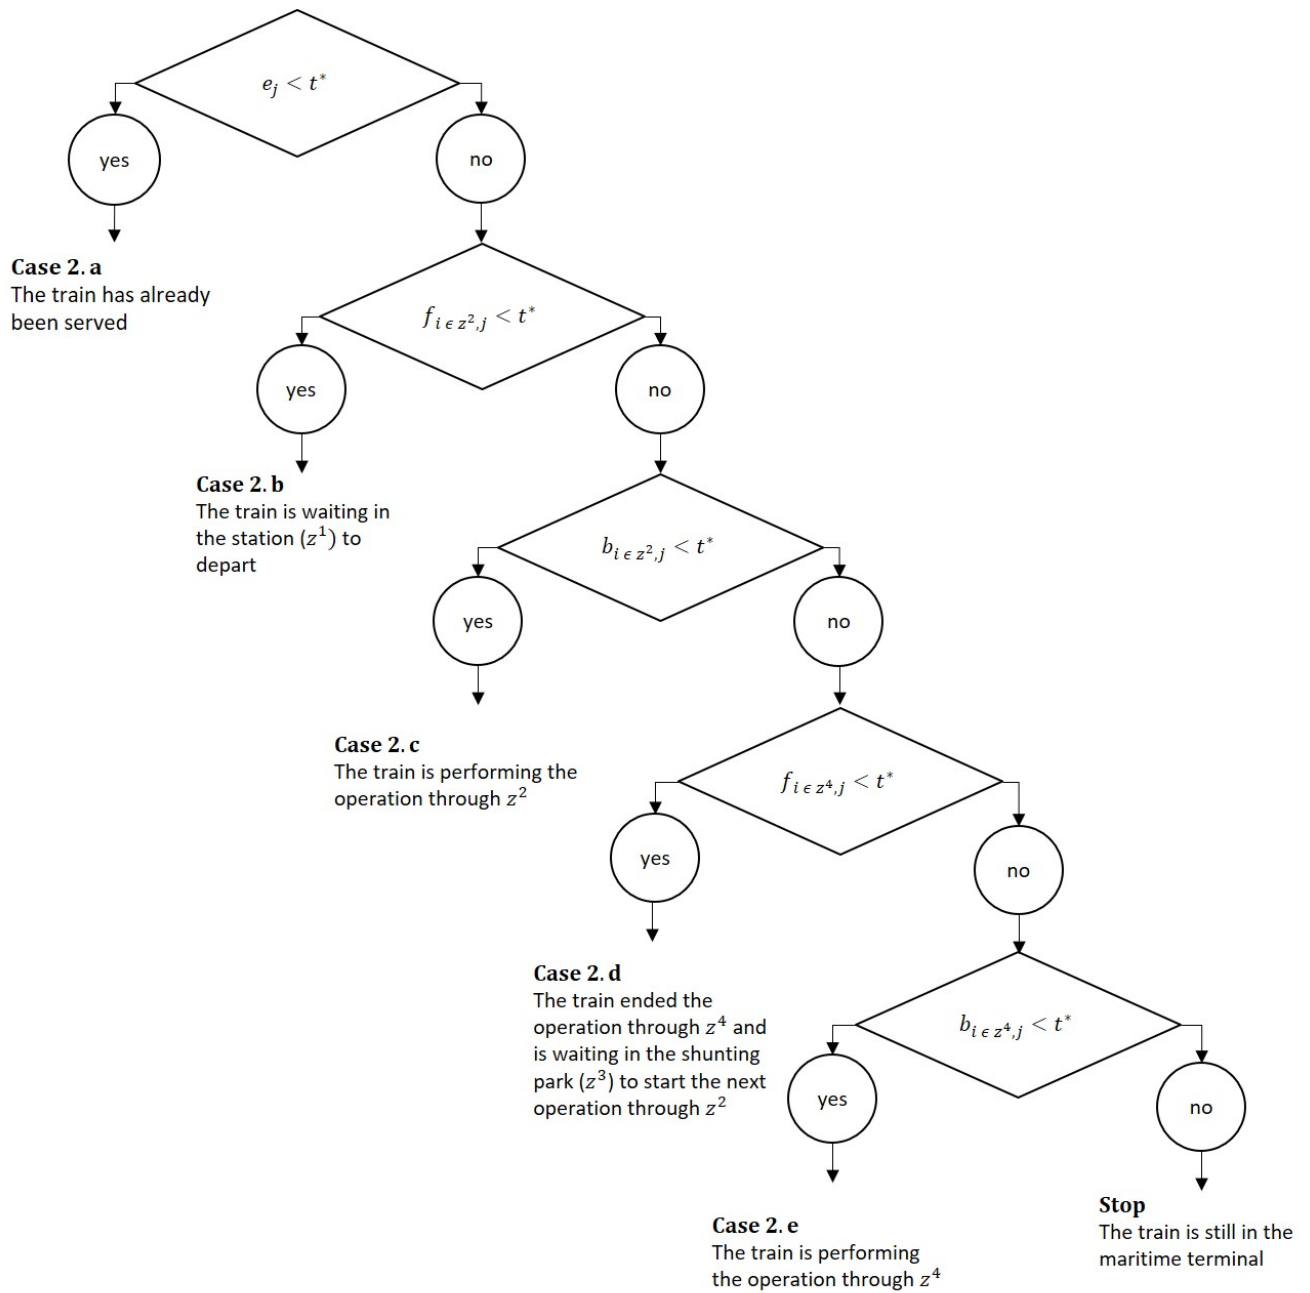 e_j < t*
yes
no
Case 2. a
The train has already
been served
f_{i ϵ z²,j} < t*
yes
no
Case 2. b
The train is waiting in
the station (z¹) to
depart
b_{i ϵ z²,j} < t*
yes
no
Case 2. c
The train is performing the
operation through z²
f_{i ϵ z⁴,j} < t*
yes
no
Case 2. d
The train ended the
operation through z⁴ and
is waiting in the shunting
park (z³) to start the next
operation through z²
b_{i ϵ z⁴,j} < t*
yes
no
Case 2. e
The train is performing
the operation through z⁴
Stop
The train is still in the
maritime terminal